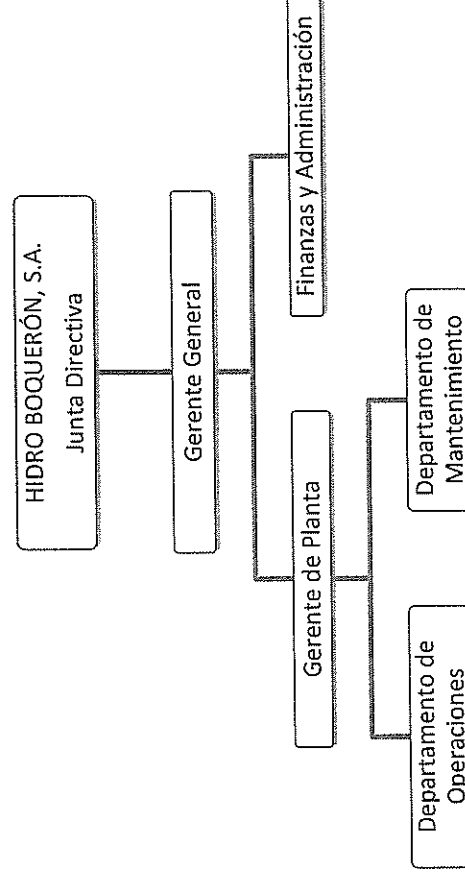 HIDRO BOQUERÓN, S.A.
Junta Directiva
Gerente General
Gerente de Planta
Finanzas y Administración
Departamento de
Operaciones
Departamento de
Mantenimiento